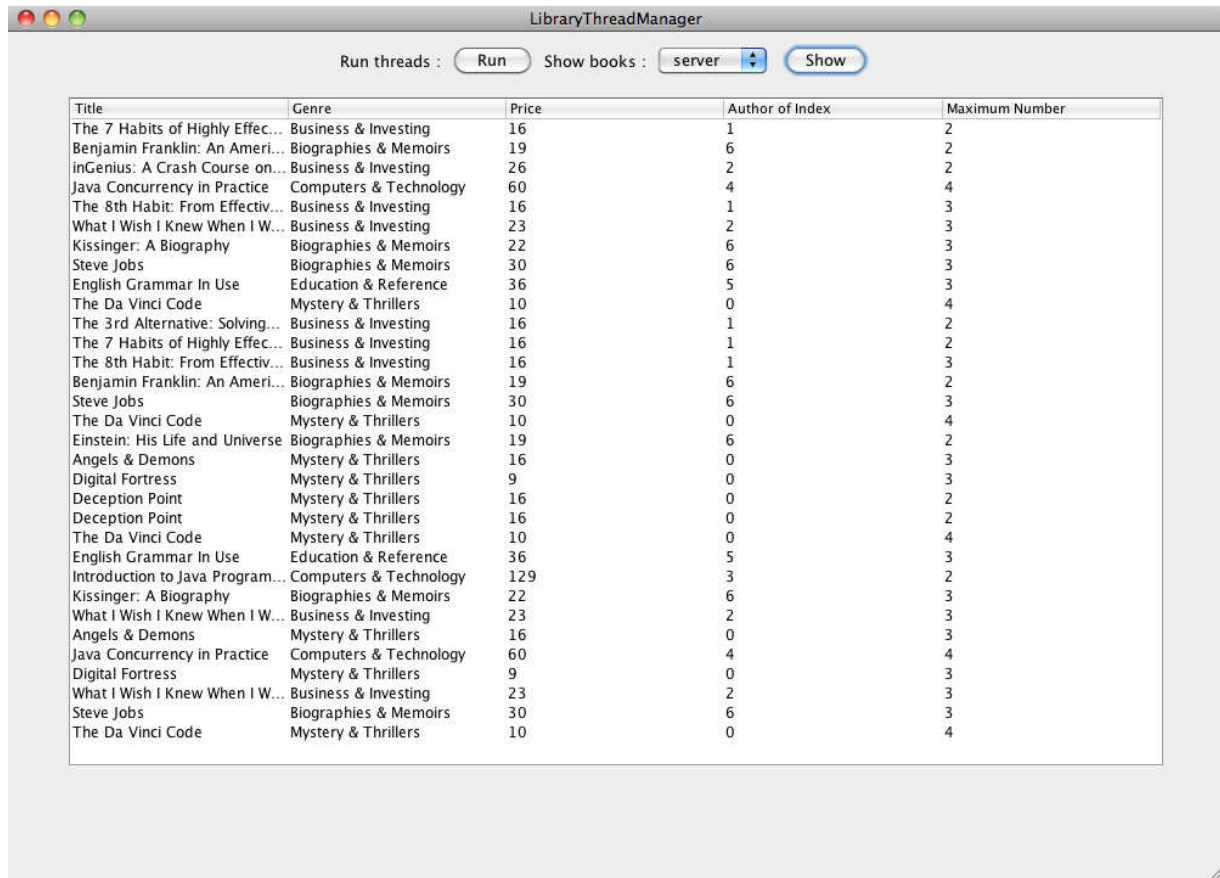 LibraryThreadManager
Run threads : Run Show books : server Show
Title Genre Price Author of Index Maximum Number
The 7 Habits of Highly Effec... Business & Investing 16 1 2
Benjamin Franklin: An Ameri... Biographies & Memoirs 19 6 2
inGenius: A Crash Course on... Business & Investing 26 2 2
Java Concurrency in Practice Computers & Technology 60 4 4
The 8th Habit: From Effectiv... Business & Investing 16 1 3
What I Wish I Knew When I W... Business & Investing 23 2 3
Kissinger: A Biography Biographies & Memoirs 22 6 3
Steve Jobs Biographies & Memoirs 30 6 3
English Grammar In Use Education & Reference 36 5 3
The Da Vinci Code Mystery & Thrillers 10 0 4
The 3rd Alternative: Solving... Business & Investing 16 1 2
The 7 Habits of Highly Effec... Business & Investing 16 1 2
The 8th Habit: From Effectiv... Business & Investing 16 1 3
Benjamin Franklin: An Ameri... Biographies & Memoirs 19 6 2
Steve Jobs Biographies & Memoirs 30 6 3
The Da Vinci Code Mystery & Thrillers 10 0 4
Einstein: His Life and Universe Biographies & Memoirs 19 6 2
Angels & Demons Mystery & Thrillers 16 0 3
Digital Fortress Mystery & Thrillers 9 0 3
Deception Point Mystery & Thrillers 16 0 2
Deception Point Mystery & Thrillers 16 0 2
The Da Vinci Code Mystery & Thrillers 10 0 4
English Grammar In Use Education & Reference 36 5 3
Introduction to Java Program... Computers & Technology 129 3 2
Kissinger: A Biography Biographies & Memoirs 22 6 3
What I Wish I Knew When I W... Business & Investing 23 2 3
Angels & Demons Mystery & Thrillers 16 0 3
Java Concurrency in Practice Computers & Technology 60 4 4
Digital Fortress Mystery & Thrillers 9 0 3
What I Wish I Knew When I W... Business & Investing 23 2 3
Steve Jobs Biographies & Memoirs 30 6 3
The Da Vinci Code Mystery & Thrillers 10 0 4